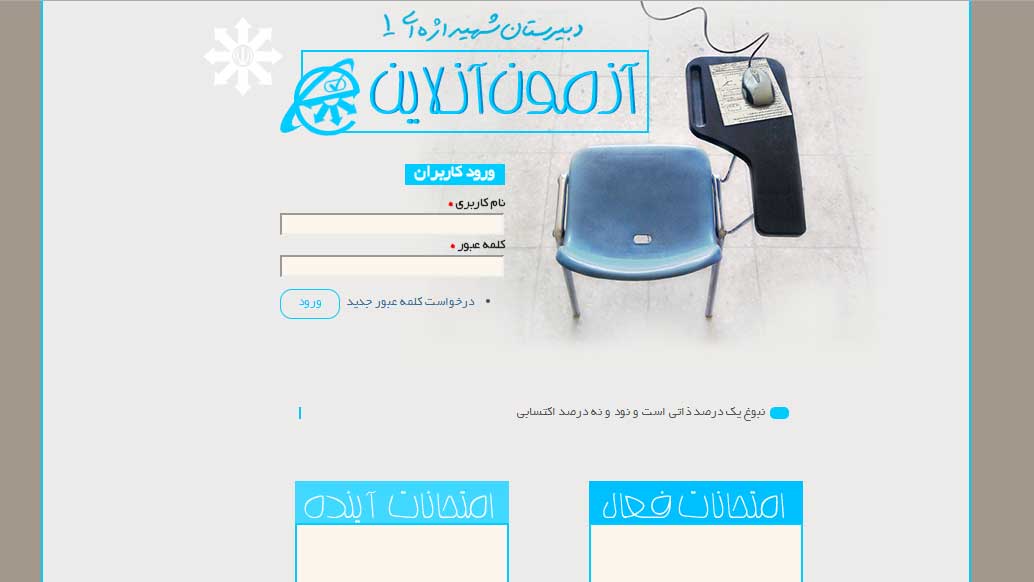 دبیرستان شهید اژه‌ای ۱
آزمون آنلاین
ورود کاربران
نام کاربری *
کلمه عبور *
درخواست کلمه عبور جدید
ورود
نبوغ یک درصد ذاتی است و نود و نه درصد اکتسابی
امتحانات فعال
امتحانات آینده